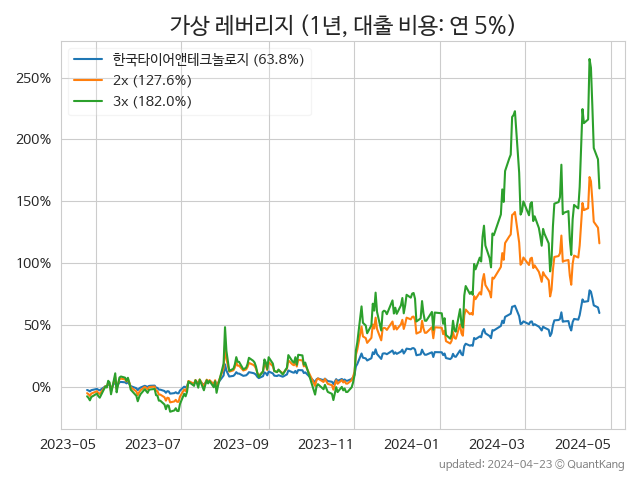 가상 레버리지 (1년, 대출 비용: 연 5%)
한국타이어앤테크놀로지 (63.8%)
2x (127.6%)
3x (182.0%)
250%
200%
150%
100%
50%
0%
2023-05 2023-07 2023-09 2023-11 2024-01 2024-03 2024-05
updated: 2024-04-23 © QuantKang